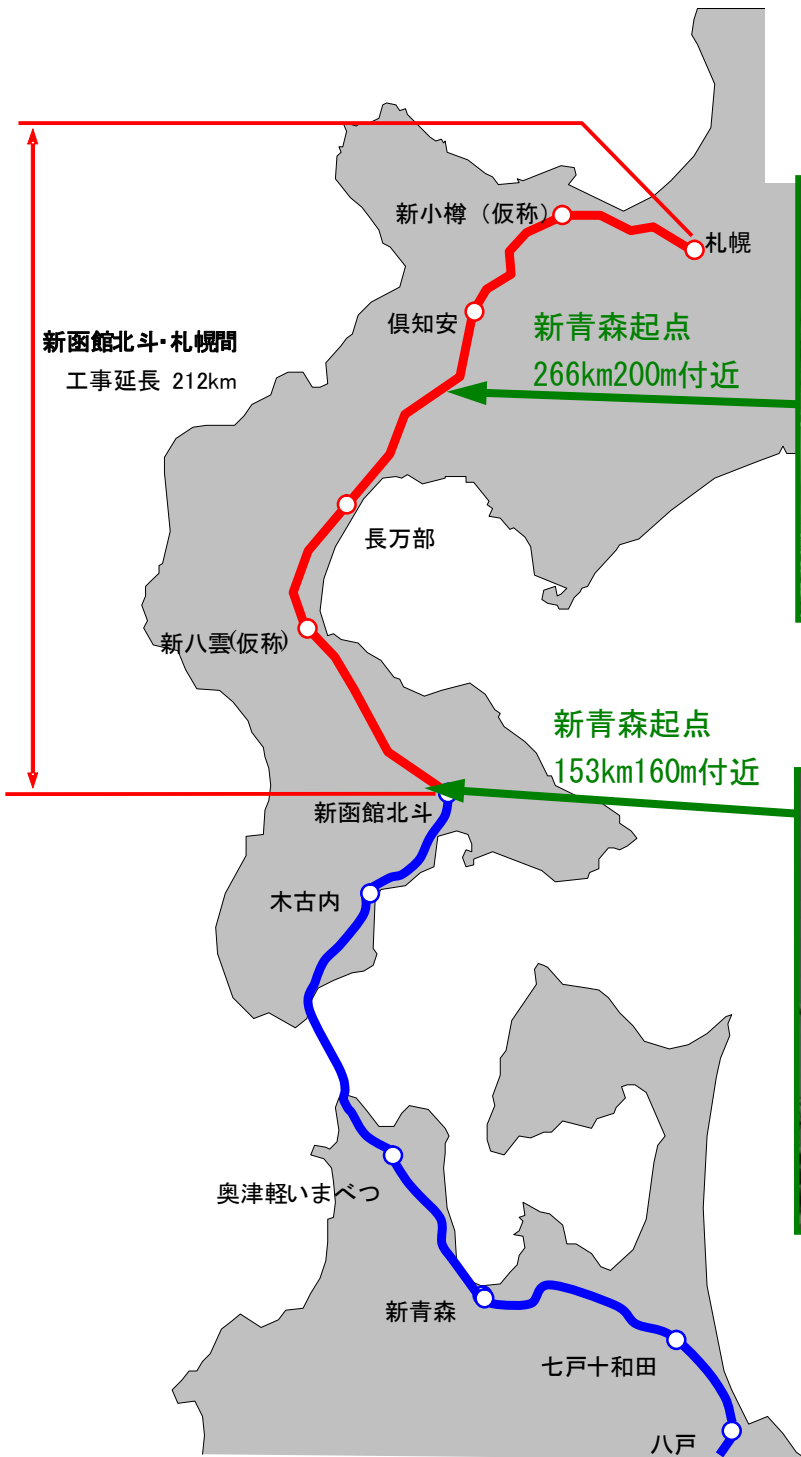 新小樽（仮称）
札幌
倶知安
新青森起点
266km200m付近
新函館北斗・札幌間
工事延長 212km
長万部
新八雲(仮称)
新青森起点
153km160m付近
新函館北斗
木古内
奥津軽いまべつ
新青森
七戸十和田
八戸